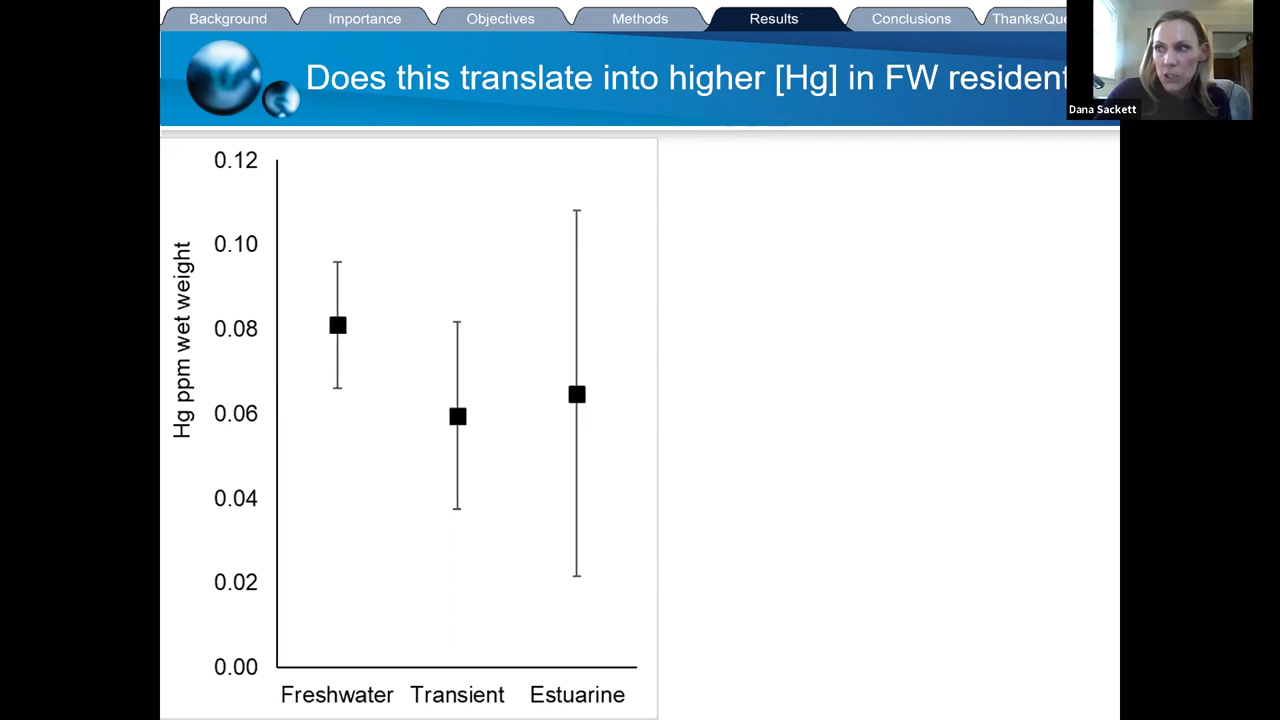 Background Importance Objectives Methods Results Conclusions Thanks/Que
Does this translate into higher [Hg] in FW resident
Dana Sackett
Hg ppm wet weight
0.12
0.10
0.08
0.06
0.04
0.02
0.00
Freshwater Transient Estuarine